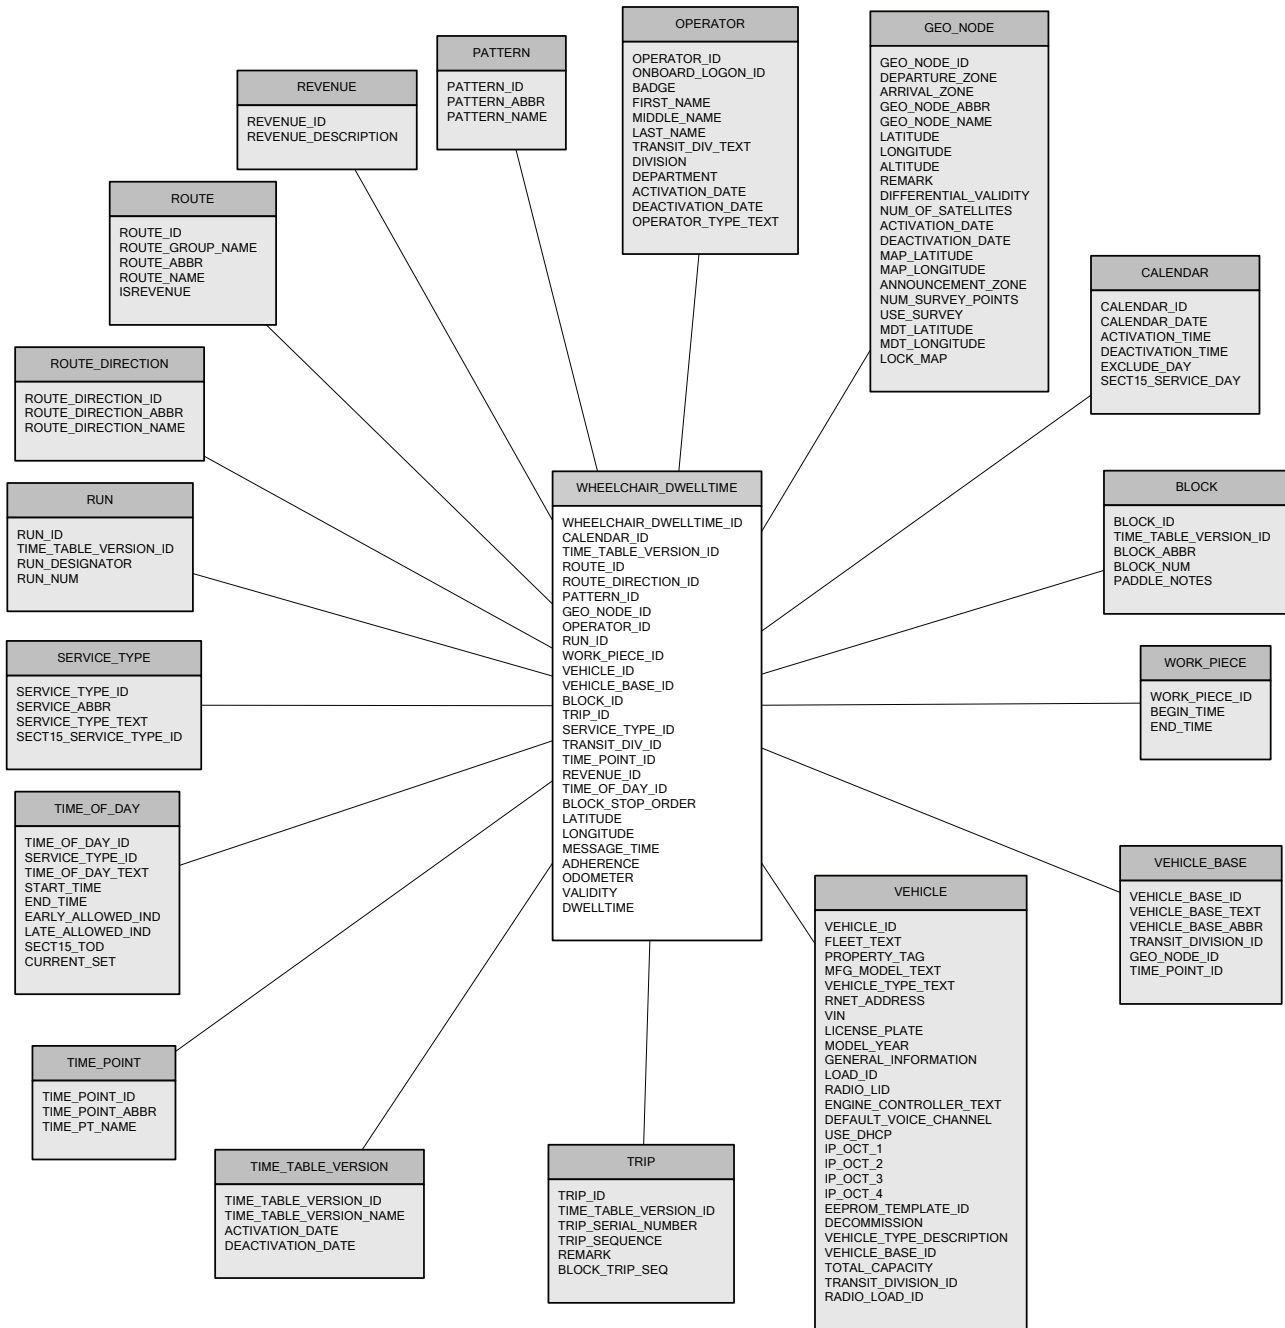 OPERATOR
OPERATOR_ID
ONBOARD_LOGON_ID
BADGE
FIRST_NAME
MIDDLE_NAME
LAST_NAME
TRANSIT_DIV_TEXT
DIVISION
DEPARTMENT
ACTIVATION_DATE
DEACTIVATION_DATE
OPERATOR_TYPE_TEXT
GEO_NODE
GEO_NODE_ID
DEPARTURE_ZONE
ARRIVAL_ZONE
GEO_NODE_ABBR
GEO_NODE_NAME
LATITUDE
LONGITUDE
ALTITUDE
REMARK
DIFFERENTIAL_VALIDITY
NUM_OF_SATELLITES
ACTIVATION_DATE
DEACTIVATION_DATE
MAP_LATITUDE
MAP_LONGITUDE
ANNOUNCEMENT_ZONE
NUM_SURVEY_POINTS
USE_SURVEY
MDT_LATITUDE
MDT_LONGITUDE
LOCK_MAP
PATTERN
PATTERN_ID
PATTERN_ABBR
PATTERN_NAME
REVENUE
REVENUE_ID
REVENUE_DESCRIPTION
ROUTE
ROUTE_ID
ROUTE_GROUP_NAME
ROUTE_ABBR
ROUTE_NAME
ISREVENUE
CALENDAR
CALENDAR_ID
CALENDAR_DATE
ACTIVATION_TIME
DEACTIVATION_TIME
EXCLUDE_DAY
SECT15_SERVICE_DAY
ROUTE_DIRECTION
ROUTE_DIRECTION_ID
ROUTE_DIRECTION_ABBR
ROUTE_DIRECTION_NAME
RUN
RUN_ID
TIME_TABLE_VERSION_ID
RUN_DESIGNATOR
RUN_NUM
WHEELCHAIR_DWELLTIME
WHEELCHAIR_DWELLTIME_ID
CALENDAR_ID
TIME_TABLE_VERSION_ID
ROUTE_ID
ROUTE_DIRECTION_ID
PATTERN_ID
GEO_NODE_ID
OPERATOR_ID
RUN_ID
WORK_PIECE_ID
VEHICLE_ID
VEHICLE_BASE_ID
BLOCK_ID
TRIP_ID
SERVICE_TYPE_ID
TRANSIT_DIV_ID
TIME_POINT_ID
REVENUE_ID
TIME_OF_DAY_ID
BLOCK_STOP_ORDER
LATITUDE
LONGITUDE
MESSAGE_TIME
ADHERENCE
ODOMETER
VALIDITY
DWELLTIME
BLOCK
BLOCK_ID
TIME_TABLE_VERSION_ID
BLOCK_ABBR
BLOCK_NUM
PADDLE_NOTES
SERVICE_TYPE
SERVICE_TYPE_ID
SERVICE_ABBR
SERVICE_TYPE_TEXT
SECT15_SERVICE_TYPE_ID
WORK_PIECE
WORK_PIECE_ID
BEGIN_TIME
END_TIME
TIME_OF_DAY
TIME_OF_DAY_ID
SERVICE_TYPE_ID
TIME_OF_DAY_TEXT
START_TIME
END_TIME
EARLY_ALLOWED_IND
LATE_ALLOWED_IND
SECT15_TOD
CURRENT_SET
VEHICLE_BASE
VEHICLE_BASE_ID
VEHICLE_BASE_TEXT
VEHICLE_BASE_ABBR
TRANSIT_DIVISION_ID
GEO_NODE_ID
TIME_POINT_ID
VEHICLE
VEHICLE_ID
FLEET_TEXT
PROPERTY_TAG
MFG_MODEL_TEXT
VEHICLE_TYPE_TEXT
RNET_ADDRESS
VIN
LICENSE_PLATE
MODEL_YEAR
GENERAL_INFORMATION
LOAD_ID
RADIO_LID
ENGINE_CONTROLLER_TEXT
DEFAULT_VOICE_CHANNEL
USE_DHCP
IP_OCT_1
IP_OCT_2
IP_OCT_3
IP_OCT_4
EEPROM_TEMPLATE_ID
DECOMMISSION
VEHICLE_TYPE_DESCRIPTION
VEHICLE_BASE_ID
TOTAL_CAPACITY
TRANSIT_DIVISION_ID
RADIO_LOAD_ID
TIME_POINT
TIME_POINT_ID
TIME_POINT_ABBR
TIME_PT_NAME
TIME_TABLE_VERSION
TIME_TABLE_VERSION_ID
TIME_TABLE_VERSION_NAME
ACTIVATION_DATE
DEACTIVATION_DATE
TRIP
TRIP_ID
TIME_TABLE_VERSION_ID
TRIP_SERIAL_NUMBER
TRIP_SEQUENCE
REMARK
BLOCK_TRIP_SEQ